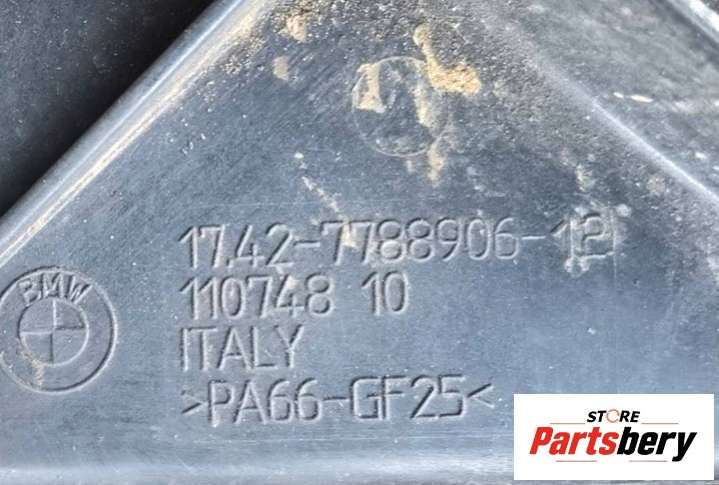 17.42-7788906-12
110748 10
ITALY
>PA66-GF25<
BMW
STORE
Partsbery